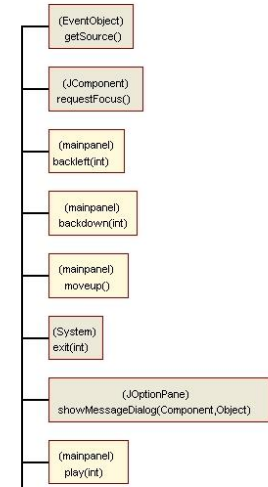 (EventObject)
getSource()
(JComponent)
requestFocus()
(mainpanel)
backleft(int)
(mainpanel)
backdown(int)
(mainpanel)
moveup()
(System)
exit(int)
(JOptionPane)
showMessageDialog(Component,Object)
(mainpanel)
play(int)